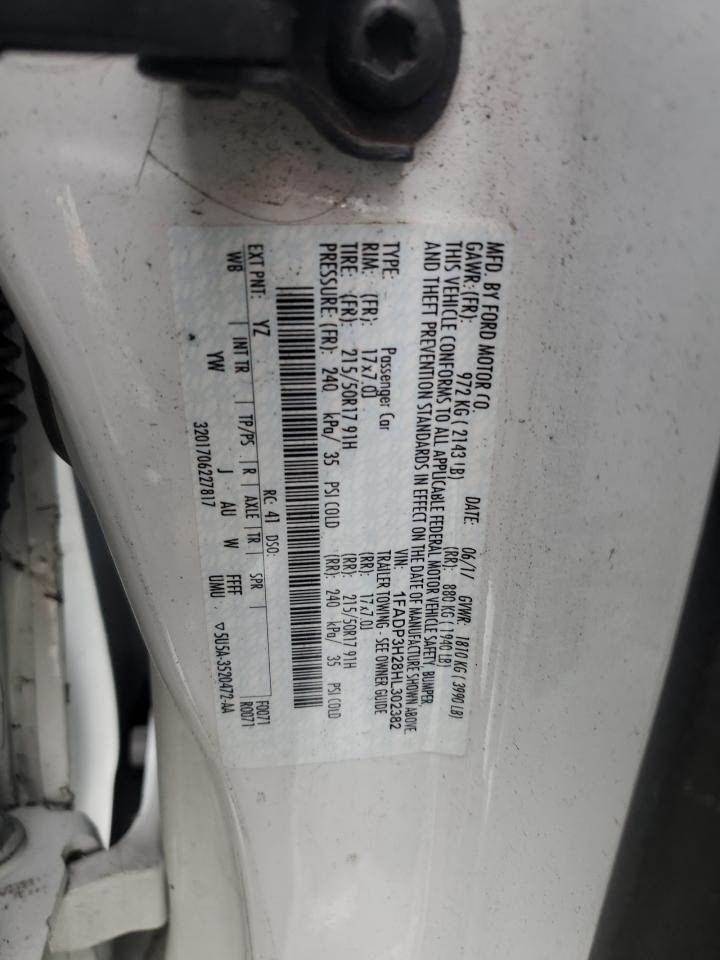 MFD. BY FORD MOTOR CO. DATE: 06/17 GVWR: 1810 KG ( 3990 LB)
GAWR: (FR): 972 KG ( 2143 LB) (RR): 880 KG ( 1940 LB)
THIS VEHICLE CONFORMS TO ALL APPLICABLE FEDERAL MOTOR VEHICLE SAFETY, BUMPER
AND THEFT PREVENTION STANDARDS IN EFFECT ON THE DATE OF MANUFACTURE SHOWN ABOVE.
VIN: 1FADP3H28HL302382
TYPE: Passenger Car TRAILER TOWING - SEE OWNER GUIDE
RIM: (FR): 17x7.0J (RR): 17x7.0J
TIRE: (FR): 215/50R17 91H (RR): 215/50R17 91H
PRESSURE: (FR): 240 kPa/ 35 PSI COLD (RR): 240 kPa/ 35 PSI COLD
EXT PNT: YZ RC: 41 DSO: F0071
WB | INT TR | TP/PS | R | AXLE | TR | SPR | R0071
YW J AU W FFFF UMU
3201706227817 ▽5U5A-3520472-AA